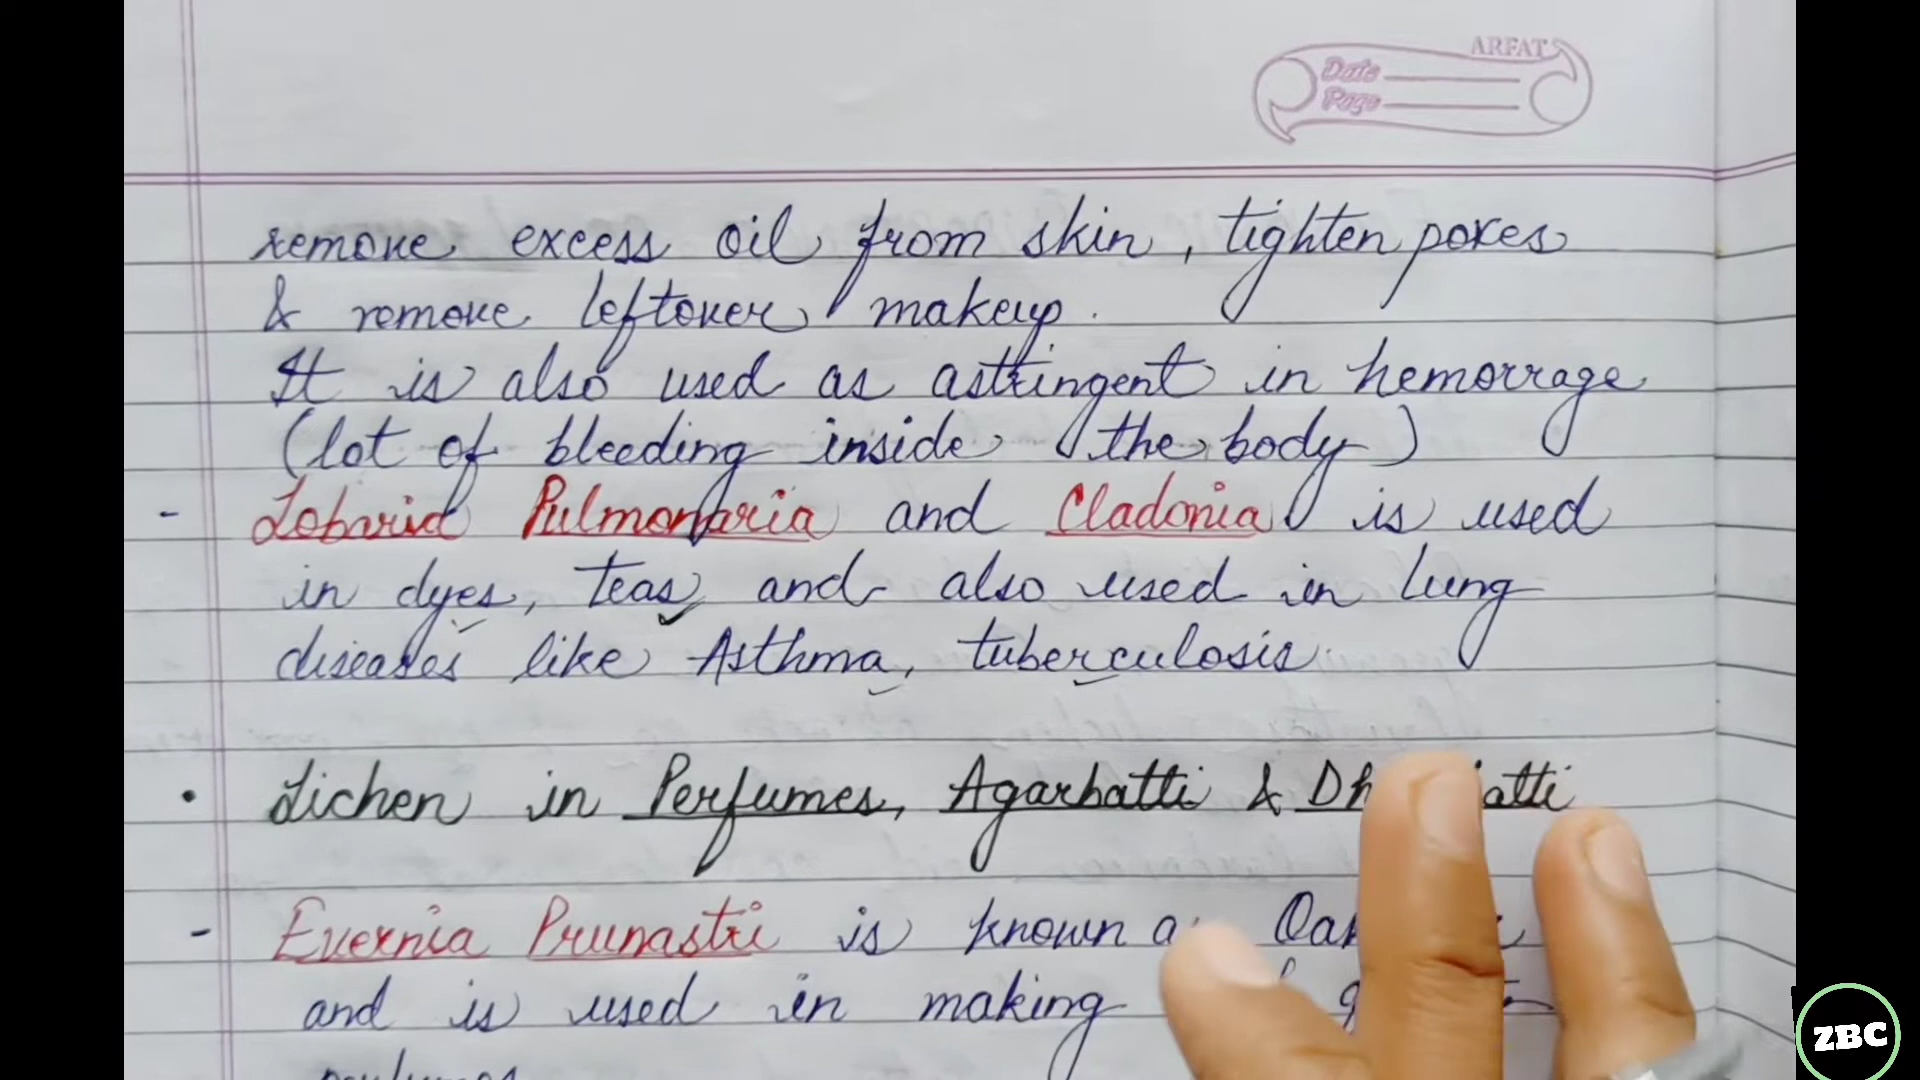 ARFAT
Date
Page
remove excess oil from skin, tighten pores
& remove leftover makeup.
It is also used as astringent in hemorrage
(lot of bleeding inside the body)
- Lobarid Pulmonaria and Cladonia is used
in dyes, teas and also used in lung
diseases like Asthma, tuberculosis.
• Lichen in Perfumes, Agarbatti &
- Evernia Prunastri is known
and is used in making
perfumes
ZBC